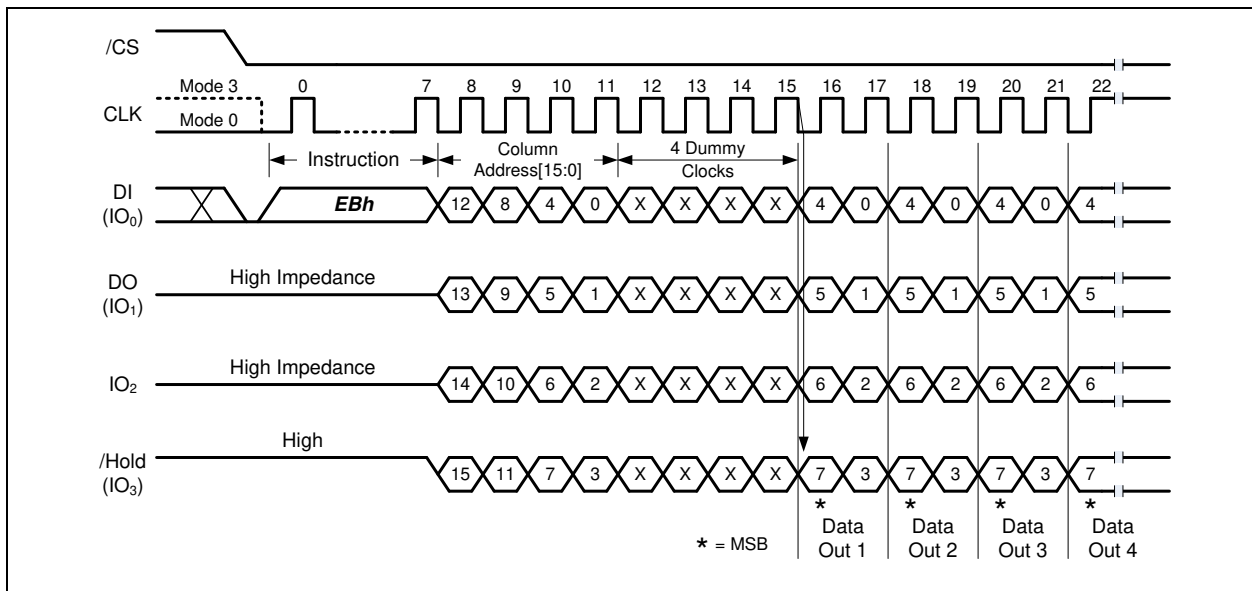 /CS
Mode 3 0 7 8 9 10 11 12 13 14 15 16 17 18 19 20 21 22
CLK
Mode 0
Instruction
Column
Address[15:0]
4 Dummy
Clocks
DI
(IO0)
EBh 12 8 4 0 X X X X 4 0 4 0 4 0 4
High Impedance
DO
(IO1)
13 9 5 1 X X X X 5 1 5 1 5 1 5
High Impedance
IO2
14 10 6 2 X X X X 6 2 6 2 6 2 6
High
/Hold
(IO3)
15 11 7 3 X X X X 7 3 7 3 7 3 7
* * * *
* = MSB
Data
Out 1
Data
Out 2
Data
Out 3
Data
Out 4